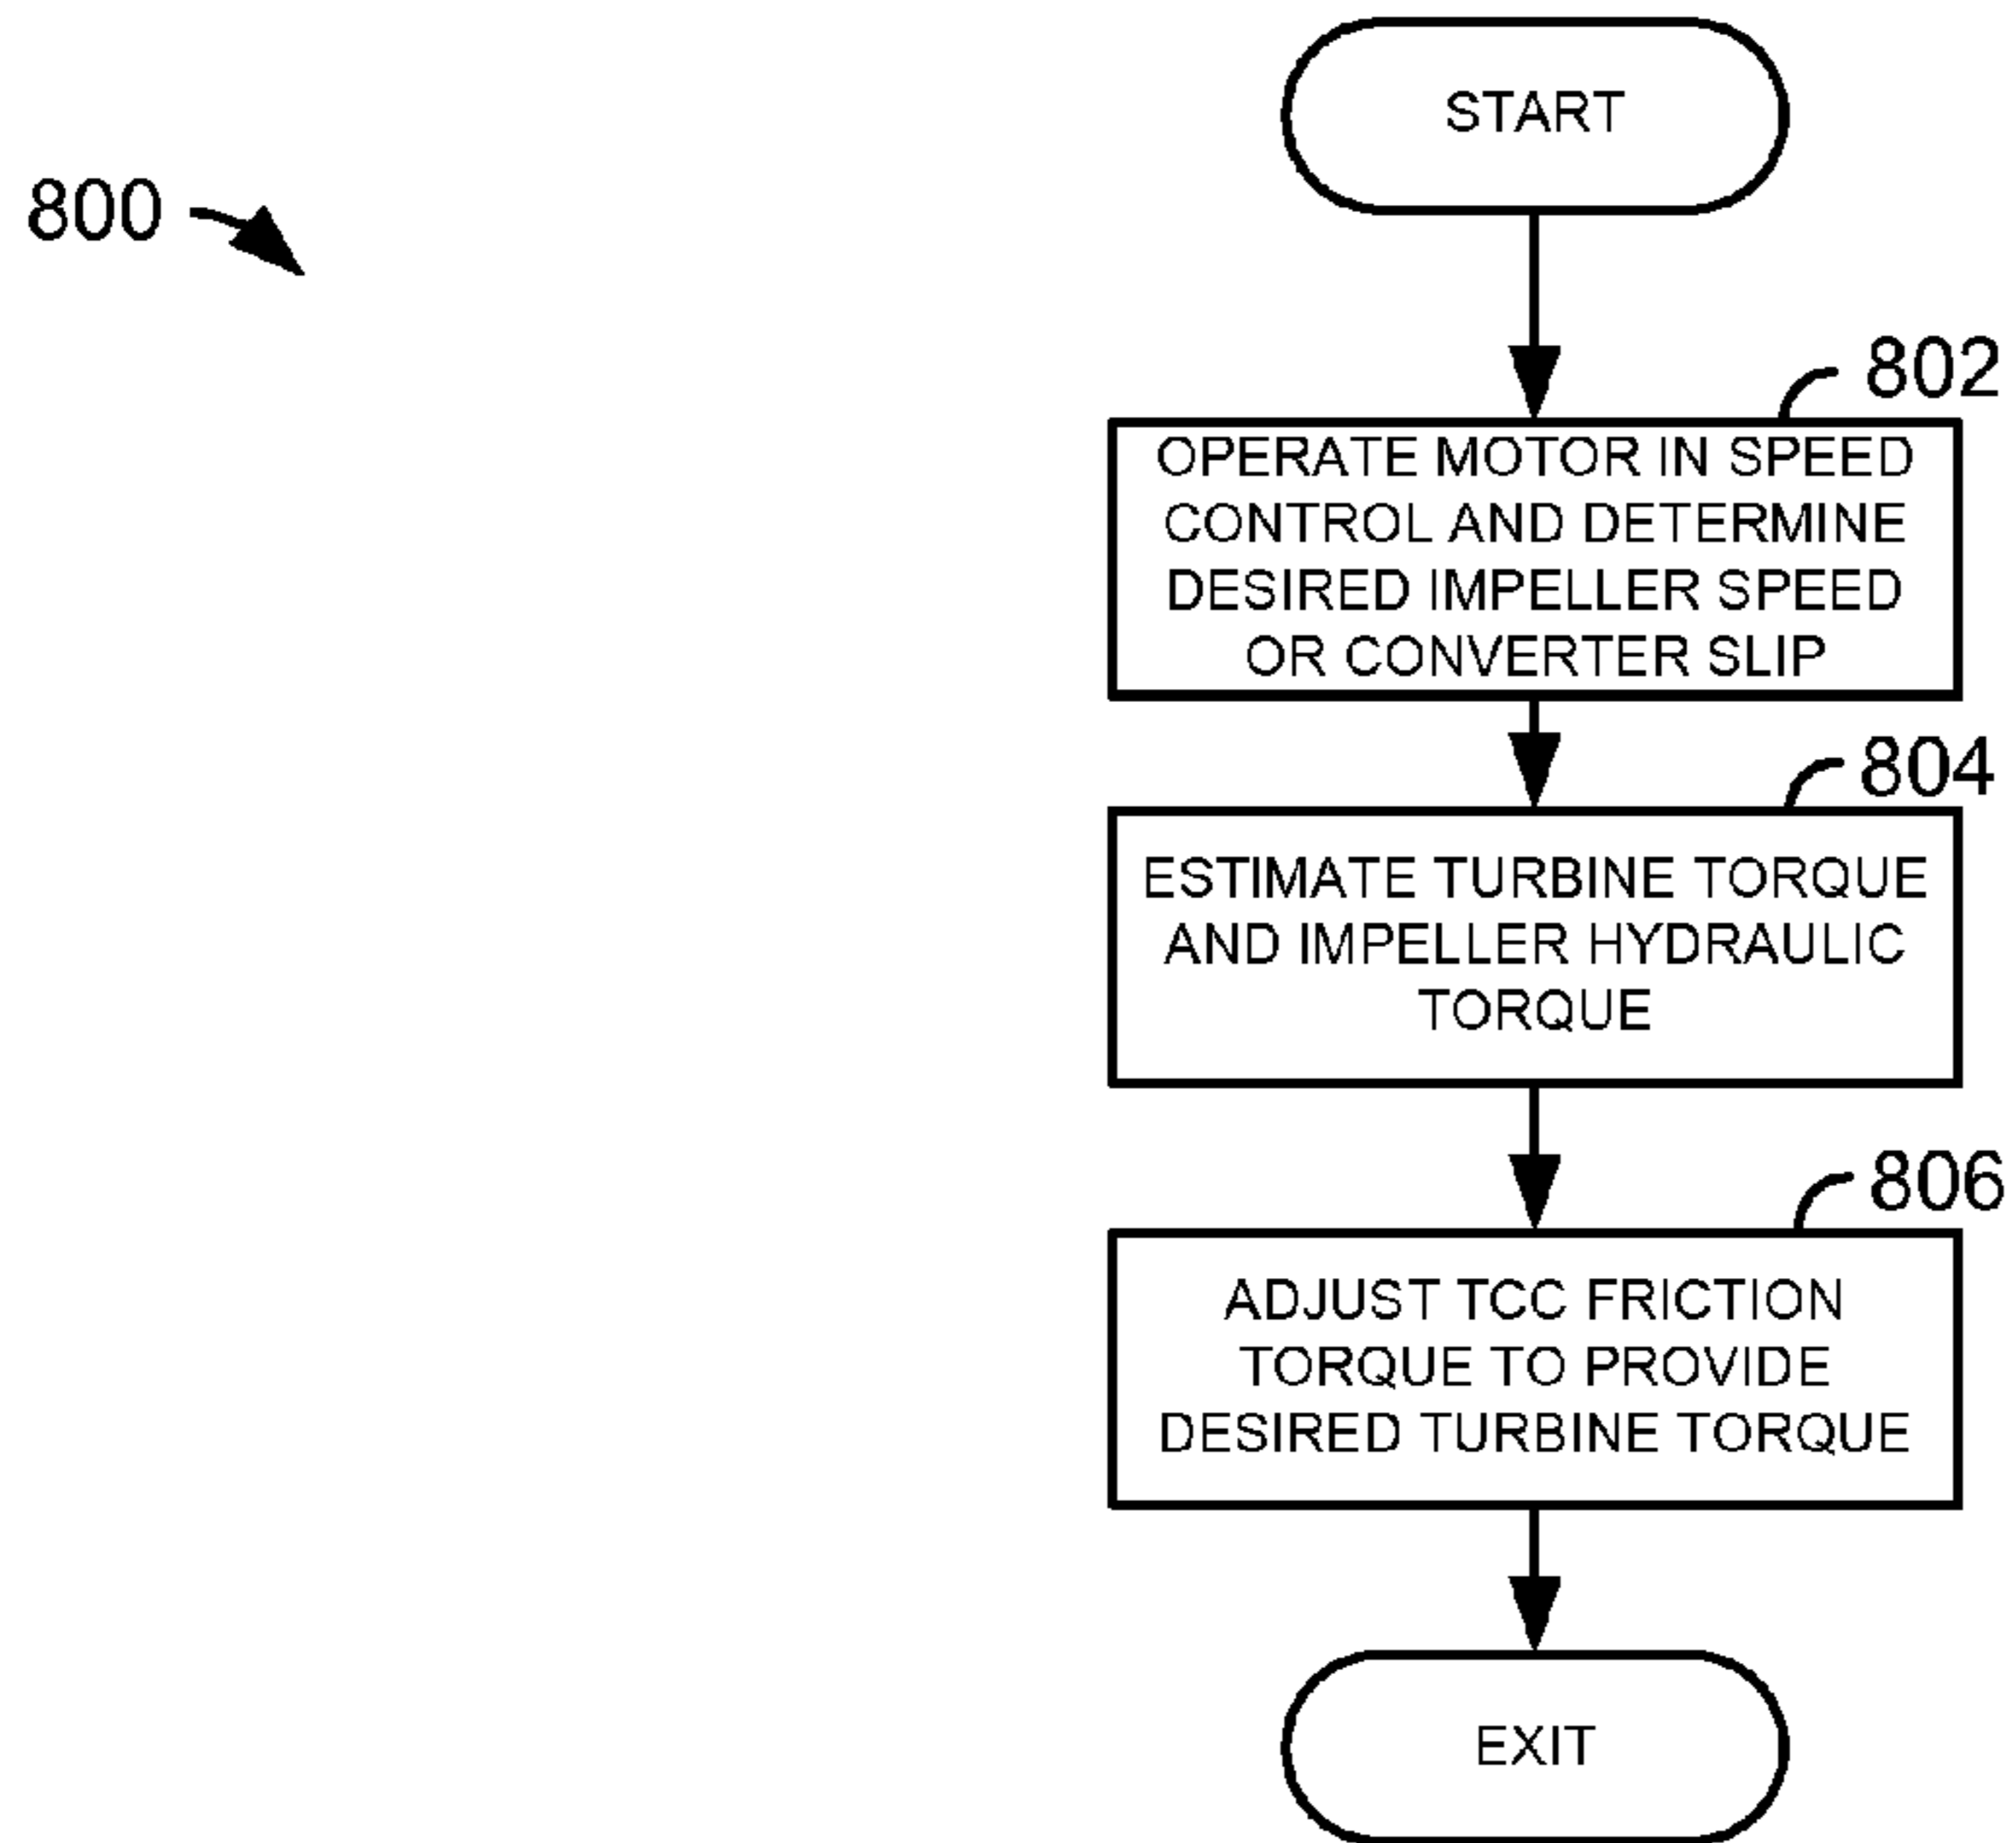 START
800
802
OPERATE MOTOR IN SPEED
CONTROL AND DETERMINE
DESIRED IMPELLER SPEED
OR CONVERTER SLIP
804
ESTIMATE TURBINE TORQUE
AND IMPELLER HYDRAULIC
TORQUE
806
ADJUST TCC FRICTION
TORQUE TO PROVIDE
DESIRED TURBINE TORQUE
EXIT